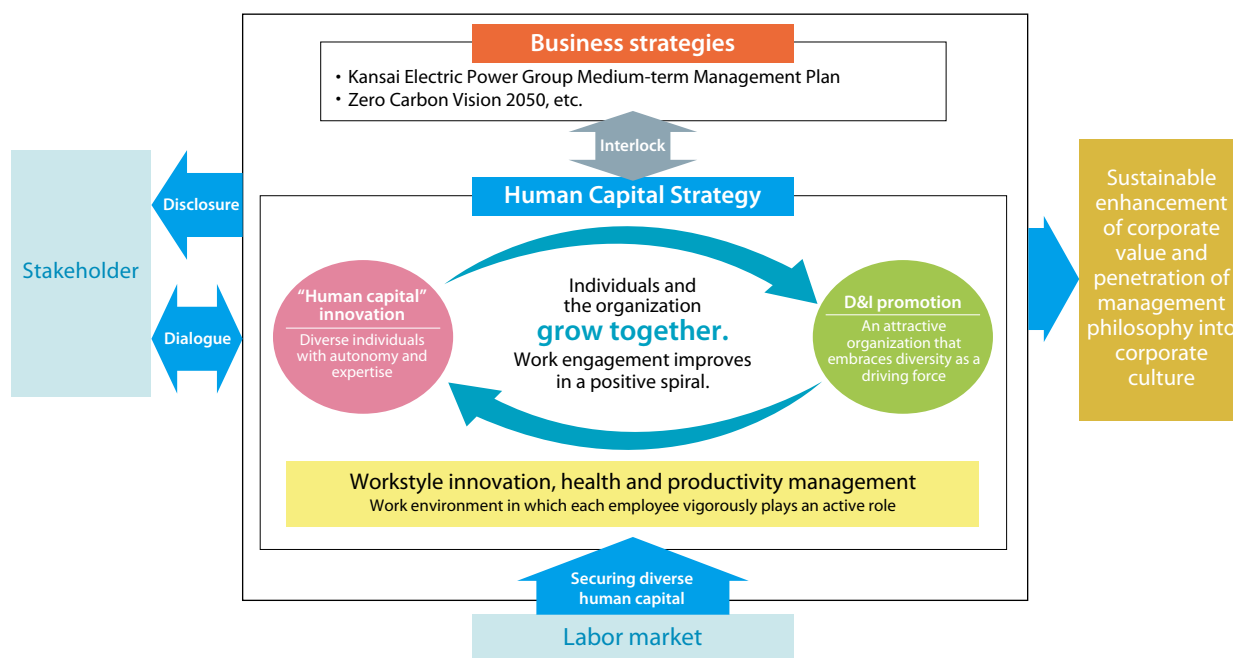 Business strategies
・Kansai Electric Power Group Medium-term Management Plan
・Zero Carbon Vision 2050, etc.
Interlock
Human Capital Strategy
Stakeholder
Disclosure
Dialogue
“Human capital”
innovation
Diverse individuals
with autonomy and
expertise
Individuals and
the organization
grow together.
Work engagement improves
in a positive spiral.
D&I promotion
An attractive
organization that
embraces diversity as a
driving force
Workstyle innovation, health and productivity management
Work environment in which each employee vigorously plays an active role
Securing diverse
human capital
Labor market
Sustainable
enhancement
of corporate
value and
penetration of
management
philosophy into
corporate
culture